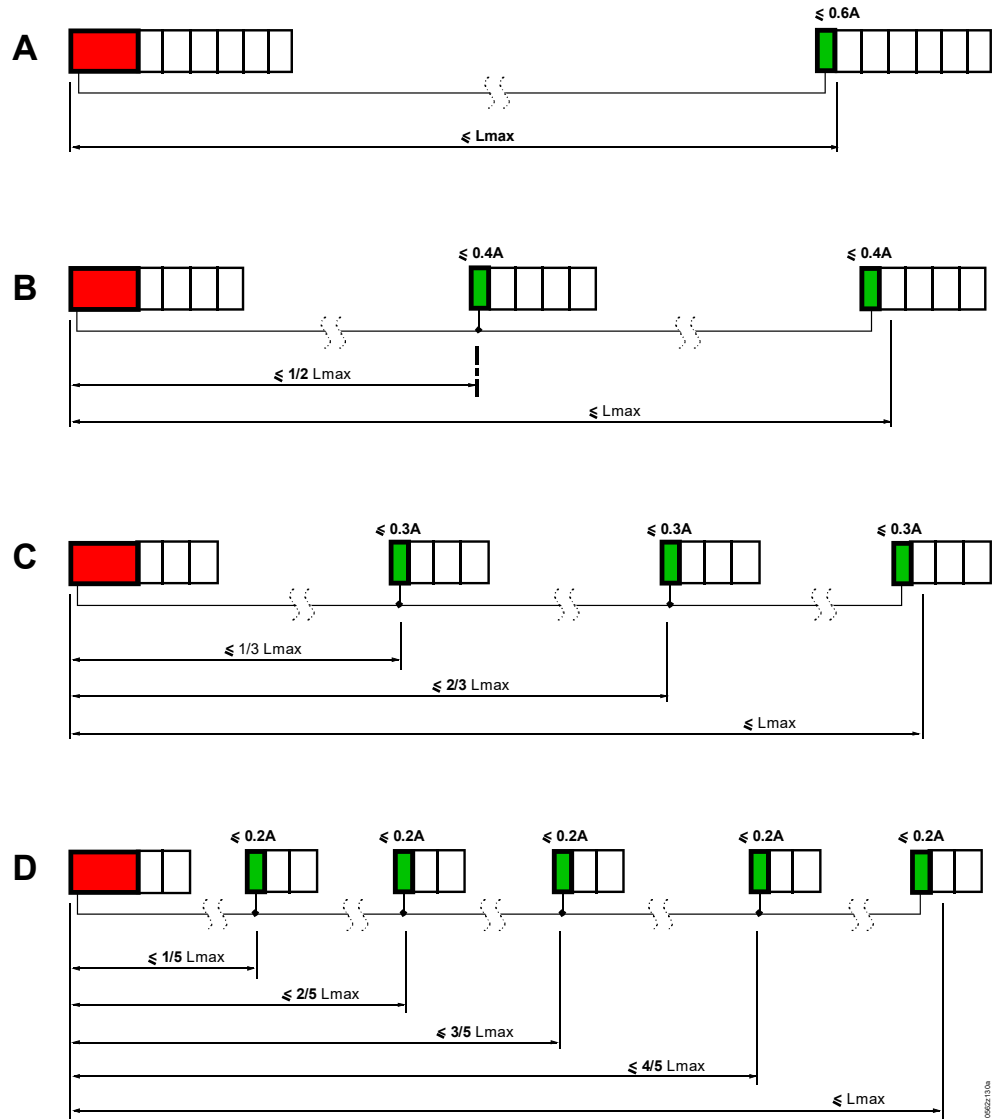 ≤ 0.6A
A
≤ Lmax
≤ 0.4A ≤ 0.4A
B
≤ 1/2 Lmax
≤ Lmax
≤ 0.3A ≤ 0.3A ≤ 0.3A
C
≤ 1/3 Lmax
≤ 2/3 Lmax
≤ Lmax
≤ 0.2A ≤ 0.2A ≤ 0.2A ≤ 0.2A ≤ 0.2A
D
≤ 1/5 Lmax
≤ 2/5 Lmax
≤ 3/5 Lmax
≤ 4/5 Lmax
≤ Lmax